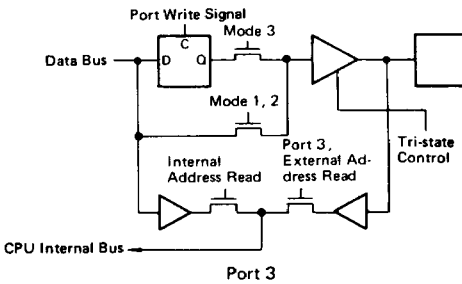 Port Write Signal
C
Mode 3
Data Bus
D
Q
Mode 1, 2
Tri-state
Control
Internal
Address Read
Port 3,
External Ad-
dress Read
CPU Internal Bus
Port 3